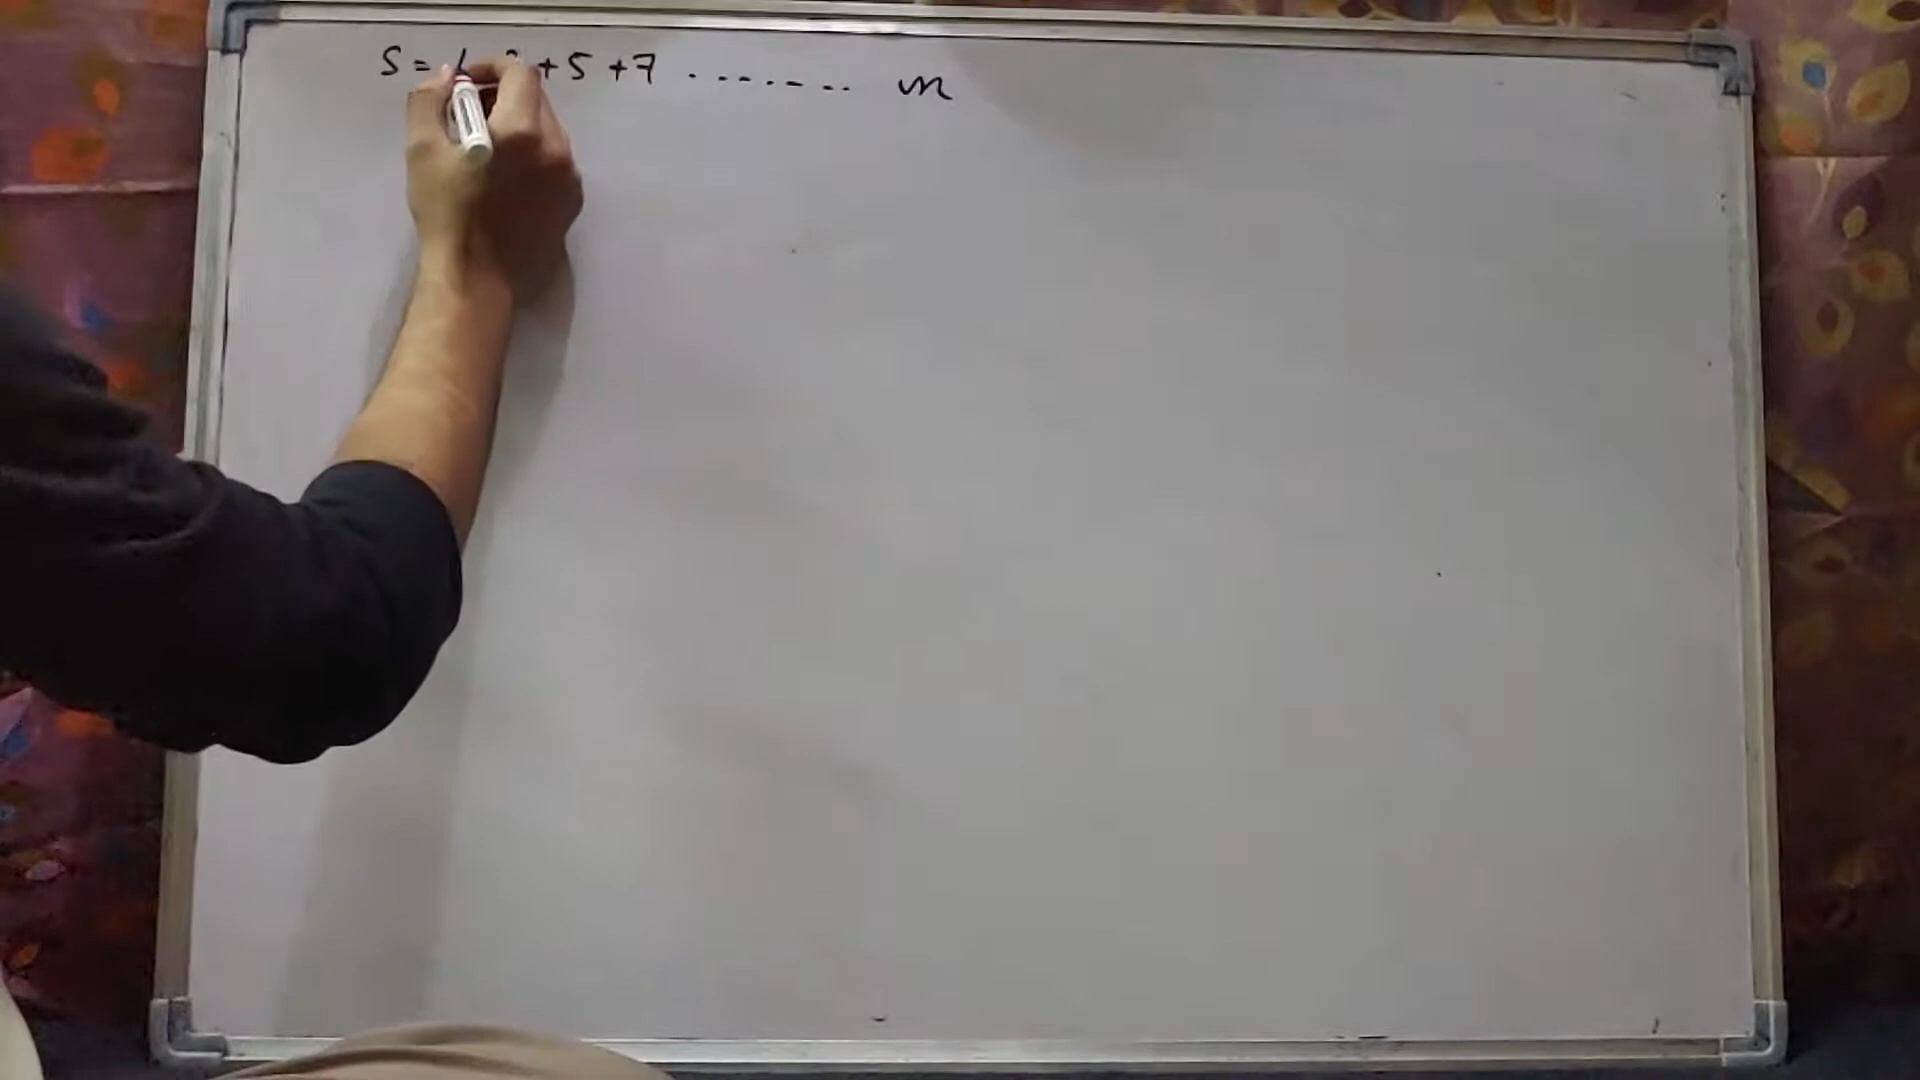 S = +5 +7 ........ n